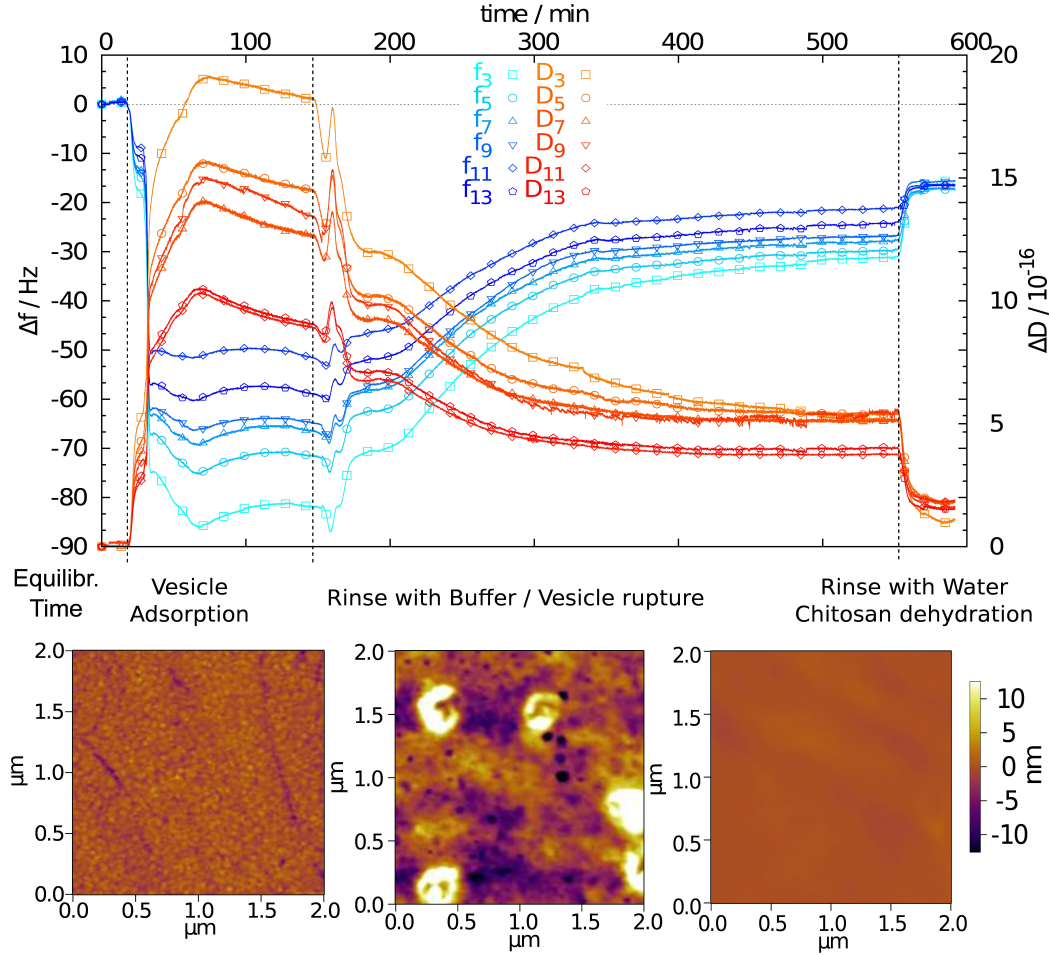 time / min
0 100 200 300 400 500 600
10 20
0
-10
-20 15
-30
-40 10
-50
-60 5
-70
-80
-90 0
Δf / Hz
ΔD / 10-16
f3 D3
f5 D5
f7 D7
f9 D9
f11 D11
f13 D13
Equilibr.
Time
Vesicle
Adsorption
Rinse with Buffer / Vesicle rupture
Rinse with Water
Chitosan dehydration
2.0
1.5
1.0
0.5
0.0
μm
0.0 0.5 1.0 1.5 2.0
μm
2.0
1.5
1.0
0.5
0.0
μm
0.0 0.5 1.0 1.5 2.0
μm
2.0
1.5
1.0
0.5
0.0
μm
0.0 0.5 1.0 1.5 2.0
μm
10
5
0
-5
-10
nm